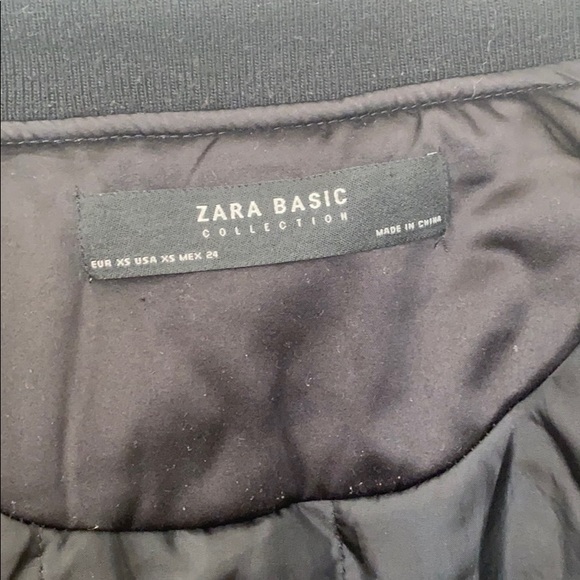 ZARA BASIC
COLLECTION
EUR XS USA XS MEX 24
MADE IN CHINA